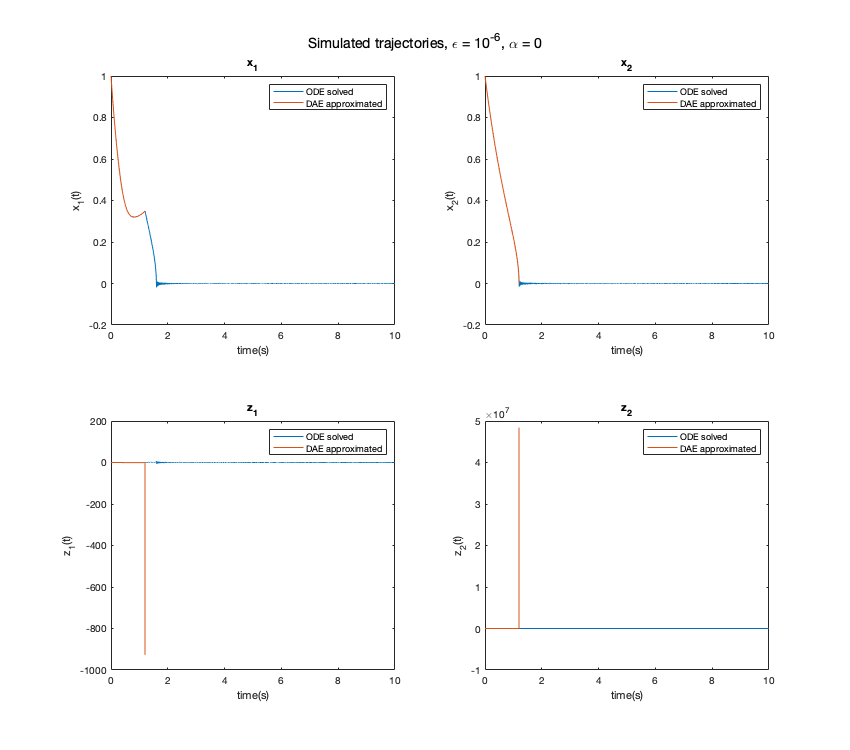 Simulated trajectories, ϵ = 10^-6, α = 0
x_1
1
0.8
0.6
0.4
0.2
0
-0.2
x_1(t)
ODE solved
DAE approximated
0 2 4 6 8 10
time(s)
x_2
1
0.8
0.6
0.4
0.2
0
-0.2
x_2(t)
ODE solved
DAE approximated
0 2 4 6 8 10
time(s)
z_1
200
0
-200
-400
-600
-800
-1000
z_1(t)
ODE solved
DAE approximated
0 2 4 6 8 10
time(s)
z_2
×10^7
5
4
3
2
1
0
-1
z_2(t)
ODE solved
DAE approximated
0 2 4 6 8 10
time(s)